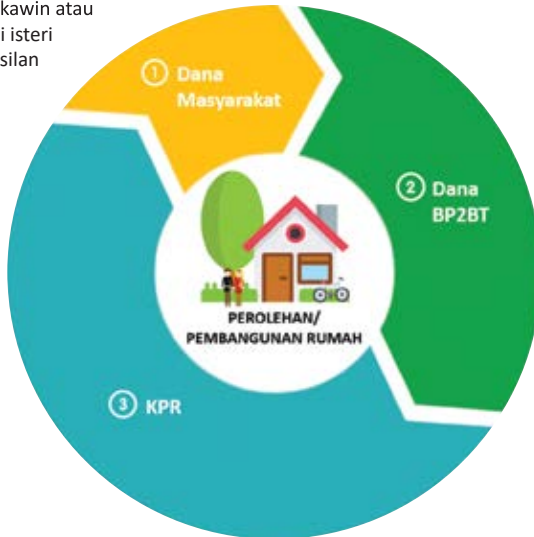 kawin atau
i isteri
silan
1 Dana
Masyarakat
2 Dana
BP2BT
PEROLEHAN/
PEMBANGUNAN RUMAH
3 KPR